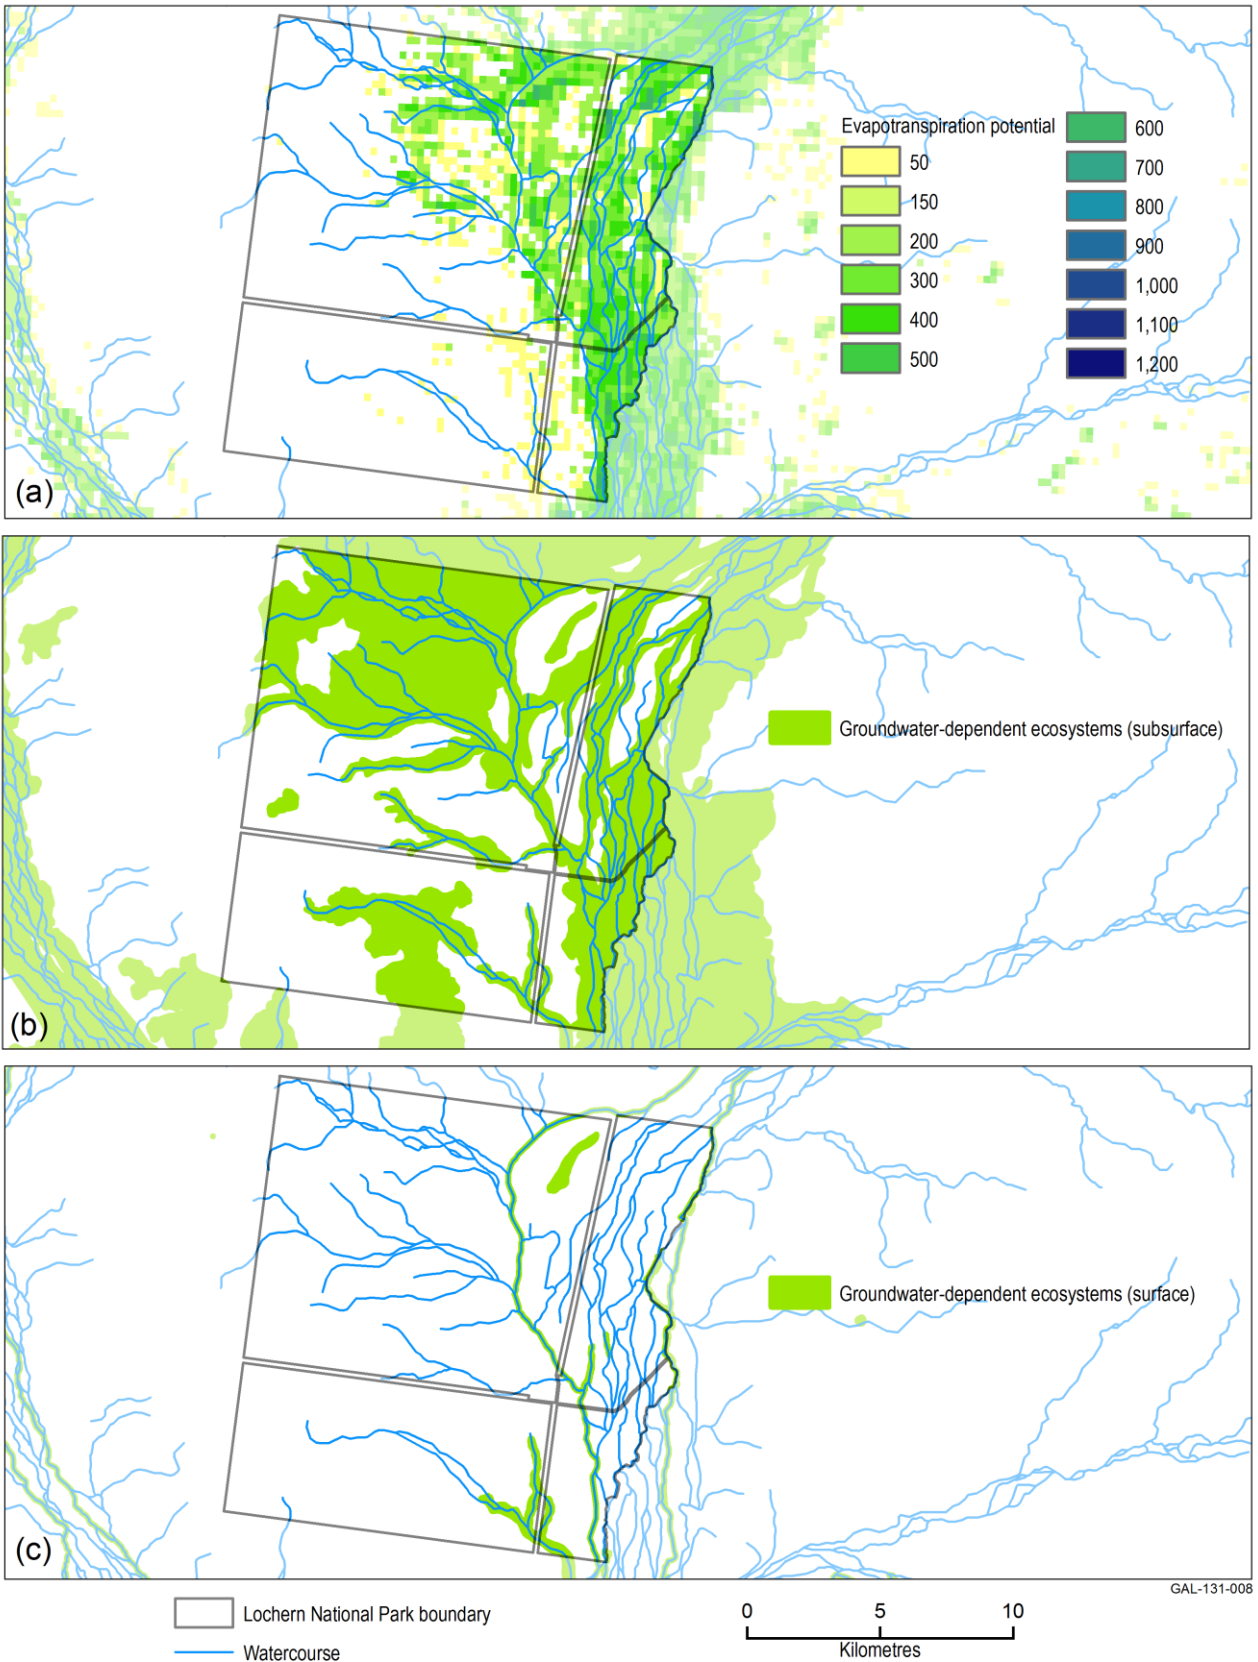 Evapotranspiration potential
50
150
200
300
400
500
600
700
800
900
1,000
1,100
1,200
(a)
Groundwater-dependent ecosystems (subsurface)
(b)
Groundwater-dependent ecosystems (surface)
(c)
GAL-131-008
Lochern National Park boundary
Watercourse
0 5 10
Kilometres